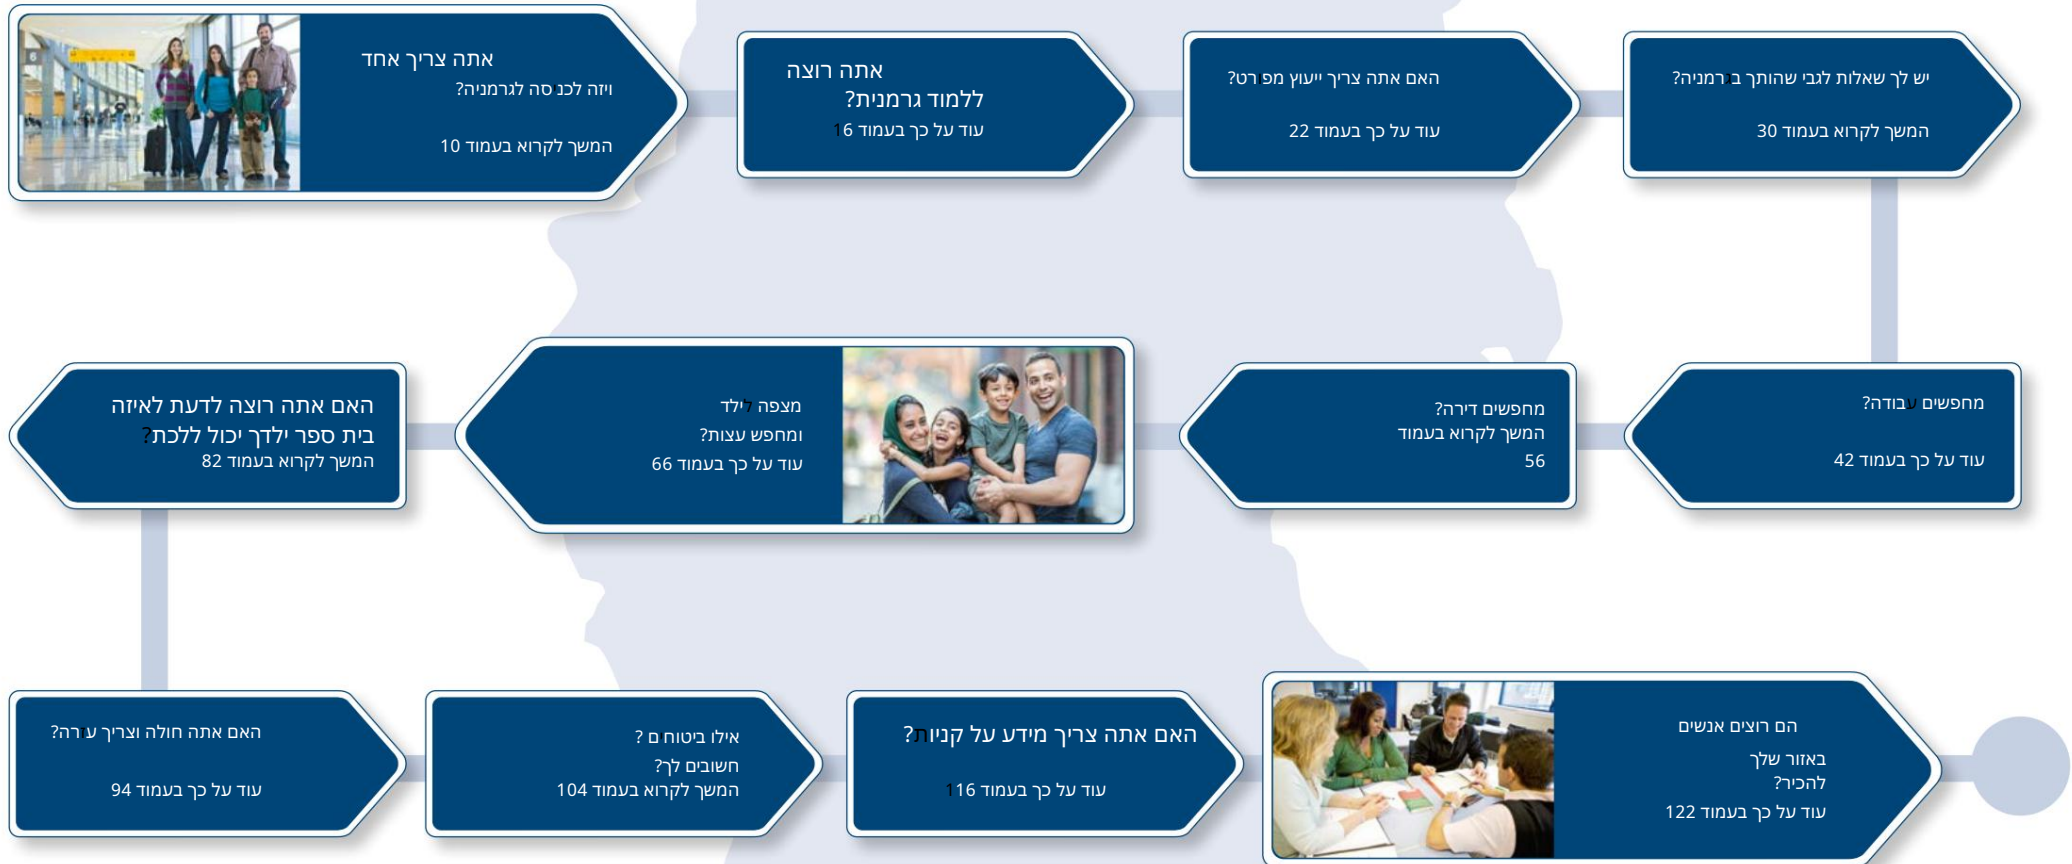 אתה צריך אחד
ויזה לכניסה לגרמניה?
המשך לקרוא בעמוד 10
אתה רוצה
ללמוד גרמנית?
עוד על כך בעמוד 16
האם אתה צריך ייעוץ מפורט?
עוד על כך בעמוד 22
יש לך שאלות לגבי שהותך בגרמניה?
המשך לקרוא בעמוד 30
מחפשים עבודה?
עוד על כך בעמוד 42
מחפשים דירה?
המשך לקרוא בעמוד
56
מצפה לילד
ומחפש עצות?
עוד על כך בעמוד 66
האם אתה רוצה לדעת לאיזה
בית ספר ילדך יכול ללכת?
המשך לקרוא בעמוד 82
האם אתה חולה וצריך עזרה?
עוד על כך בעמוד 94
אילו ביטוחים ?
חשובים לך?
המשך לקרוא בעמוד 104
האם אתה צריך מידע על קניות?
עוד על כך בעמוד 116
הם רוצים אנשים
באזור שלך
להכיר?
עוד על כך בעמוד 122